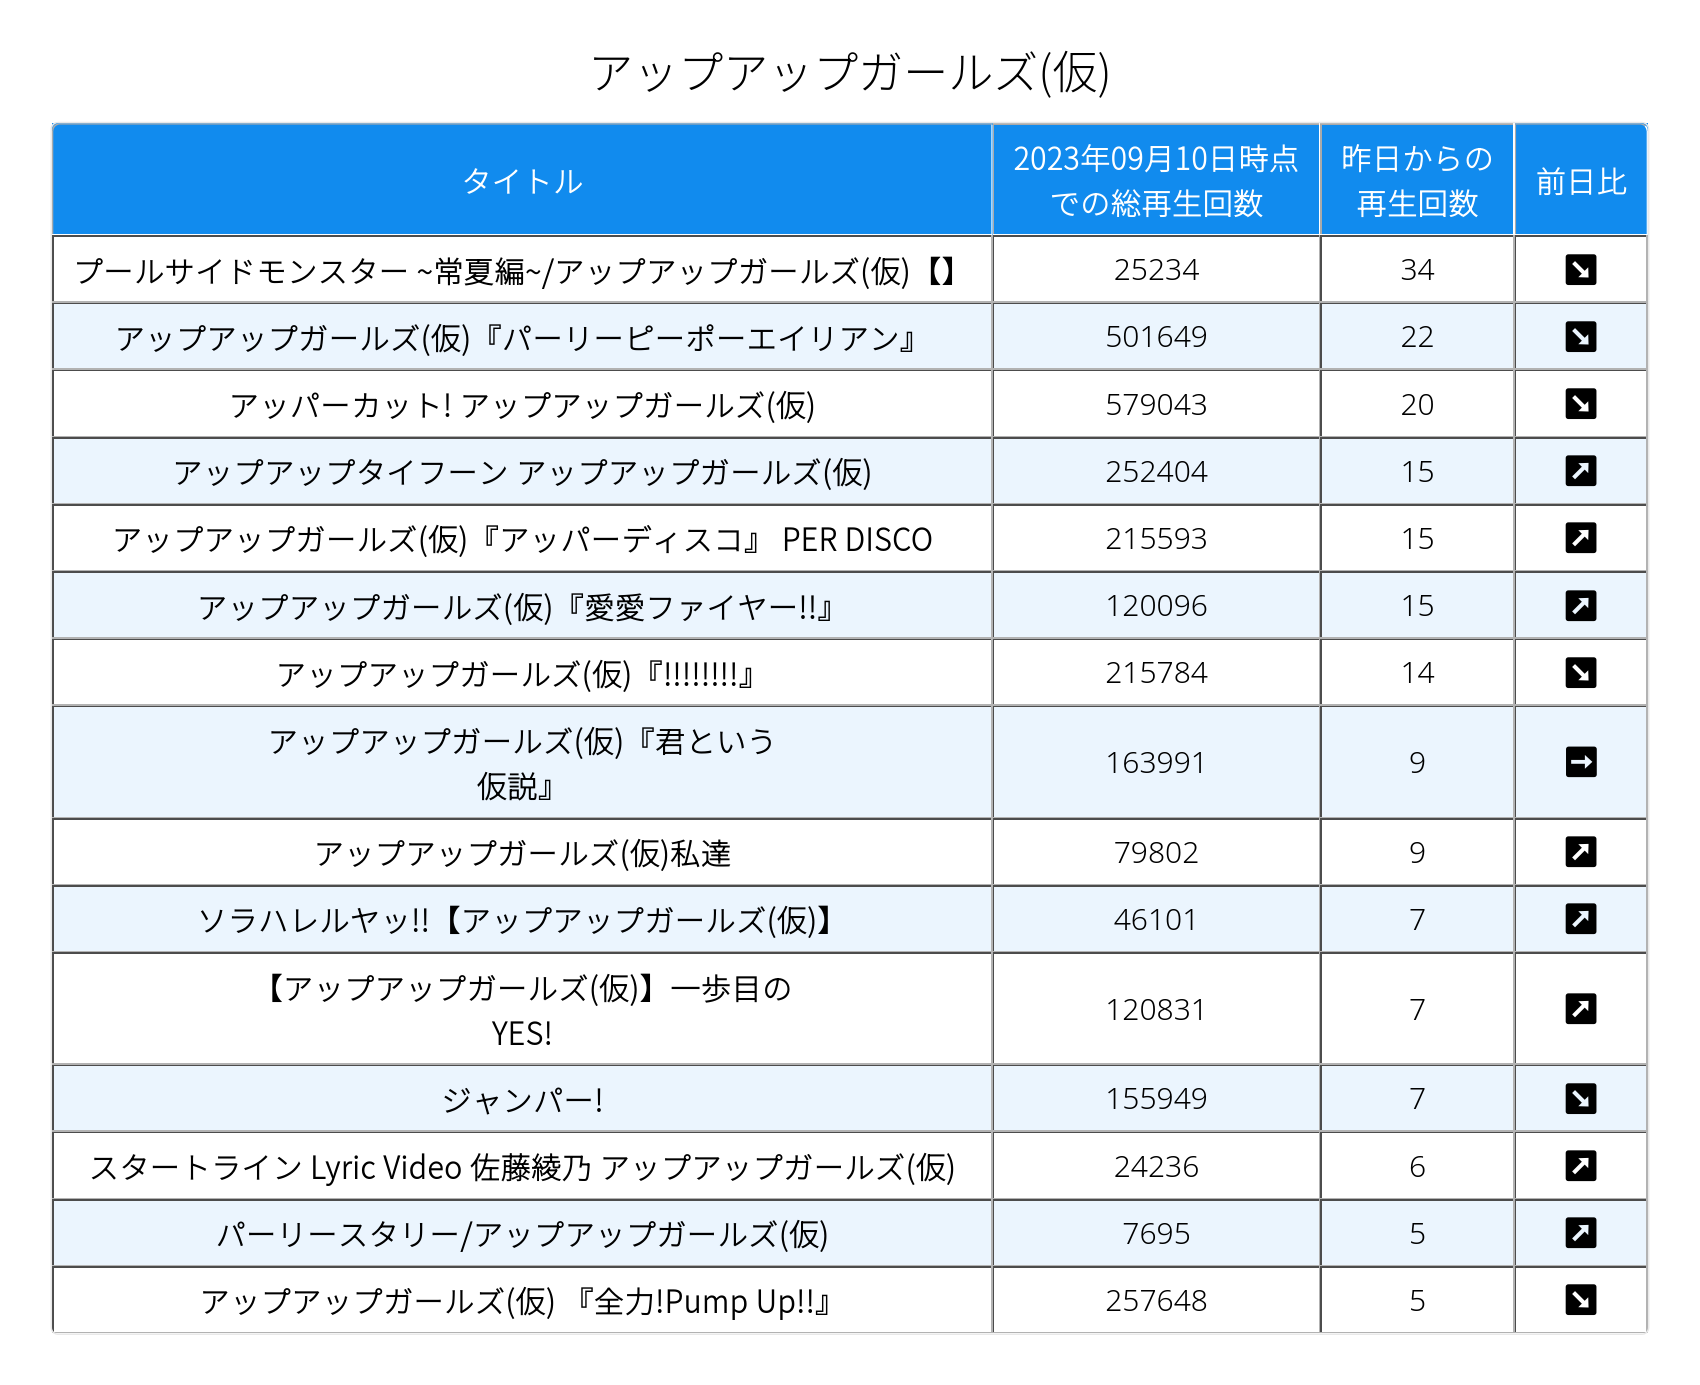 アップアップガールズ(仮)
タイトル
2023年09月10日時点
での総再生回数
昨日からの
再生回数
前日比
プールサイドモンスター ~常夏編~/アップアップガールズ(仮)【】 25234 34 ↘
アップアップガールズ(仮)『パーリーピーポーエイリアン』 501649 22 ↘
アッパーカット! アップアップガールズ(仮) 579043 20 ↘
アップアップタイフーン アップアップガールズ(仮) 252404 15 ↗
アップアップガールズ(仮)『アッパーディスコ』 PER DISCO 215593 15 ↗
アップアップガールズ(仮)『愛愛ファイヤー!!』 120096 15 ↗
アップアップガールズ(仮)『!!!!!!!!』 215784 14 ↘
アップアップガールズ(仮)『君という
仮説』 163991 9 →
アップアップガールズ(仮)私達 79802 9 ↗
ソラハレルヤッ!!【アップアップガールズ(仮)】 46101 7 ↗
【アップアップガールズ(仮)】一歩目の
YES! 120831 7 ↗
ジャンパー! 155949 7 ↘
スタートライン Lyric Video 佐藤綾乃 アップアップガールズ(仮) 24236 6 ↗
パーリースタリー/アップアップガールズ(仮) 7695 5 ↗
アップアップガールズ(仮) 『全力!Pump Up!!』 257648 5 ↘